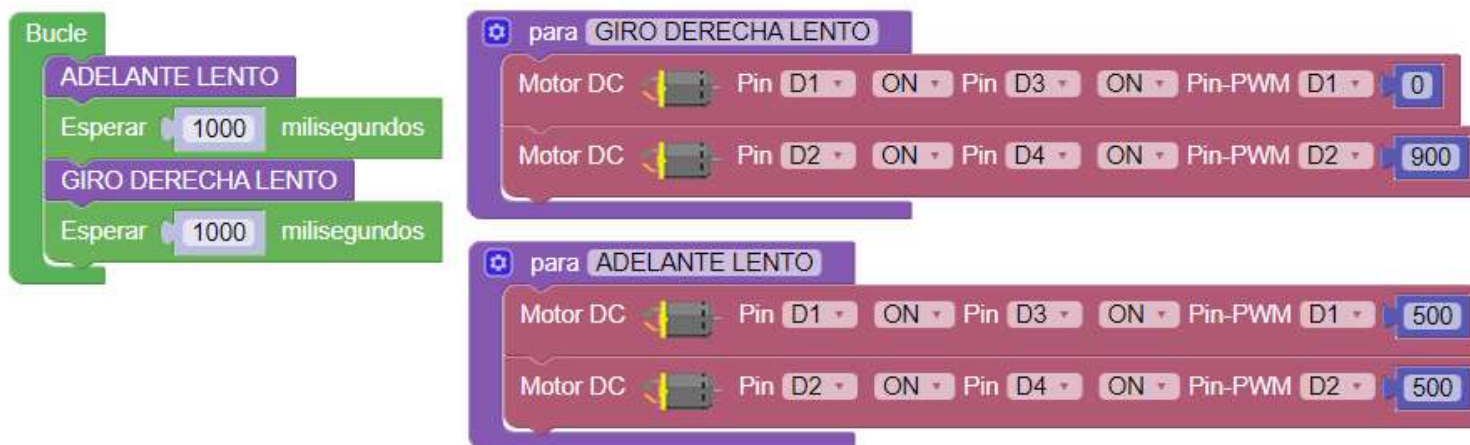 Bucle
ADELANTE LENTO
Esperar 1000 milisegundos
GIRO DERECHA LENTO
Esperar 1000 milisegundos
para GIRO DERECHA LENTO
Motor DC Pin D1 ON Pin D3 ON Pin-PWM D1 0
Motor DC Pin D2 ON Pin D4 ON Pin-PWM D2 900
para ADELANTE LENTO
Motor DC Pin D1 ON Pin D3 ON Pin-PWM D1 500
Motor DC Pin D2 ON Pin D4 ON Pin-PWM D2 500